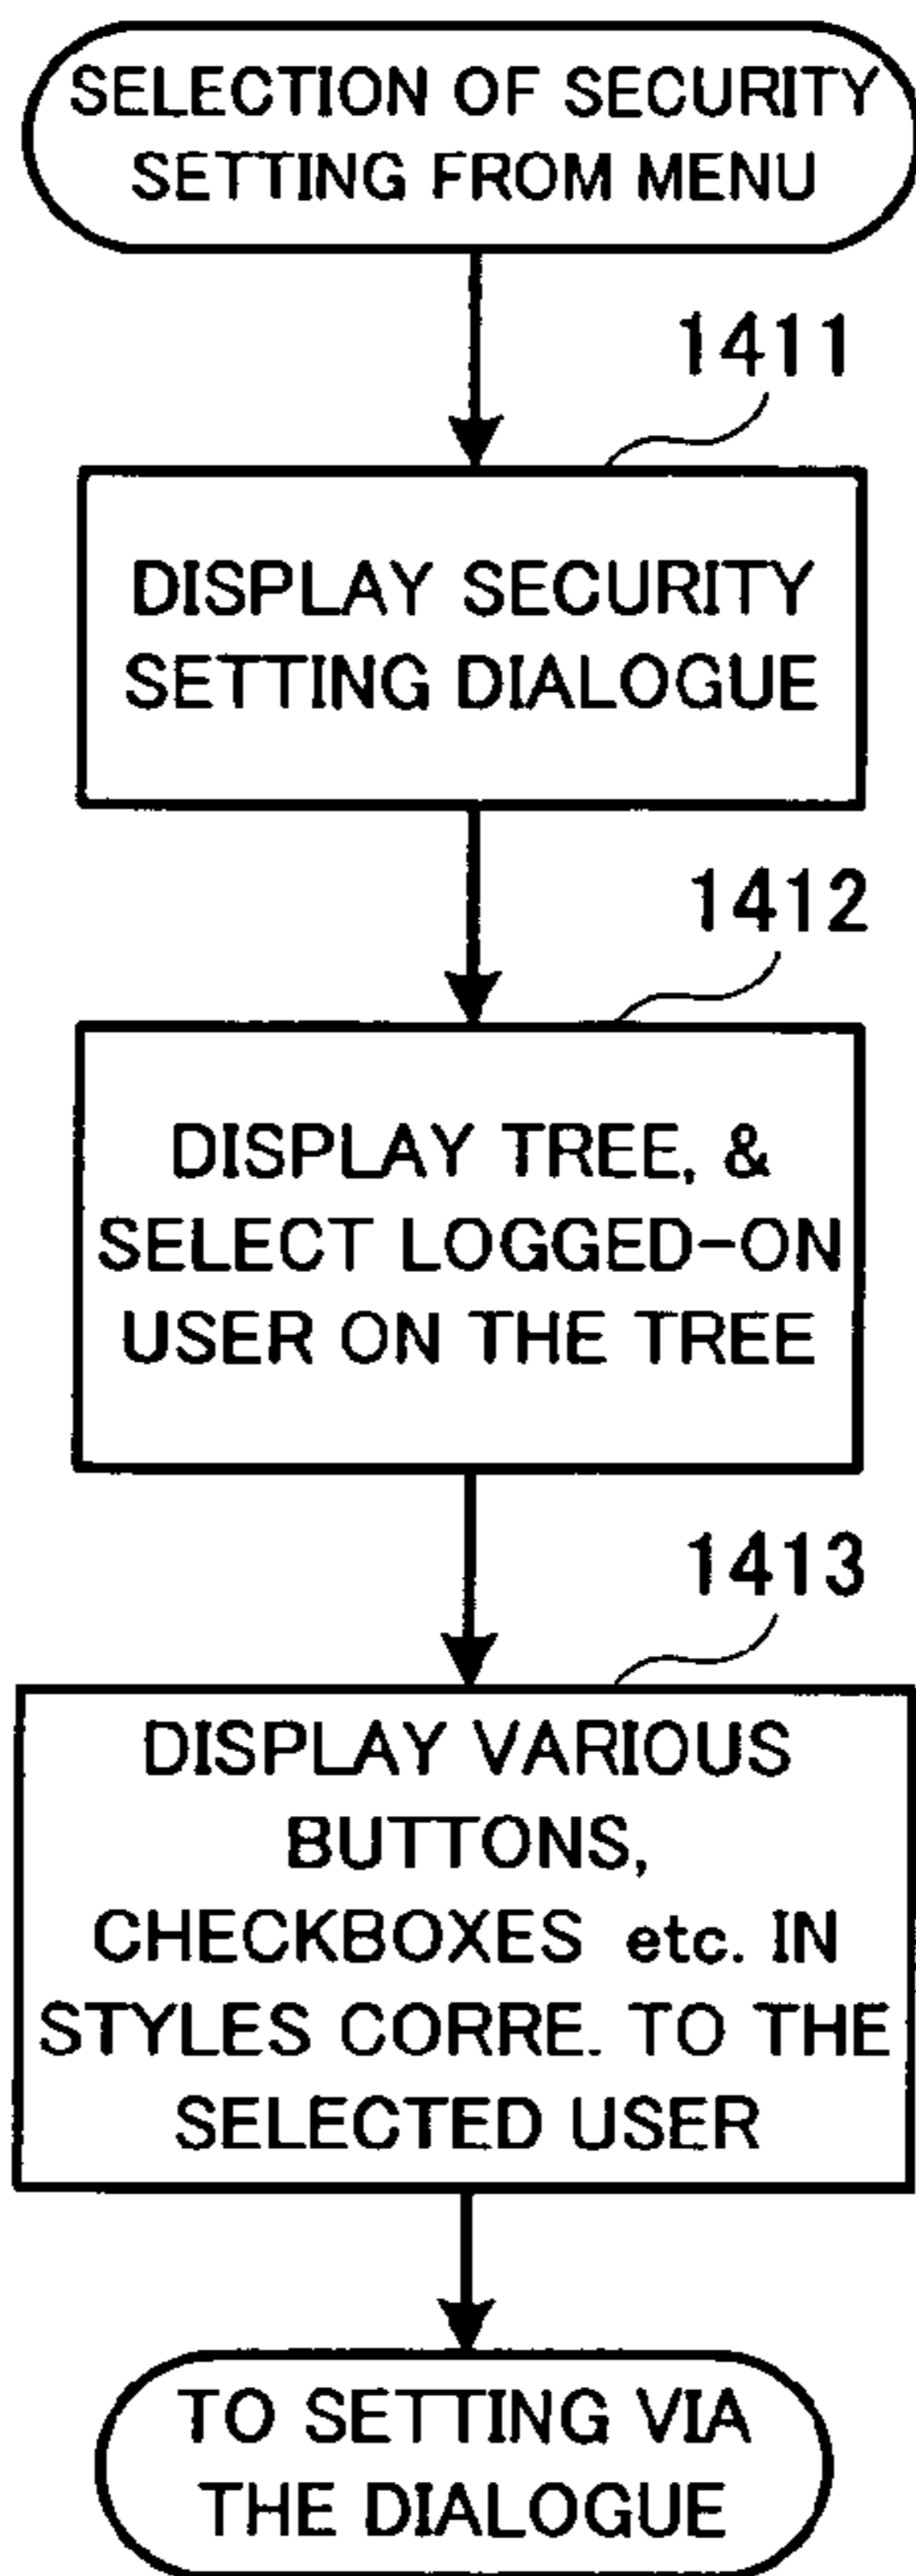 SELECTION OF SECURITY
SETTING FROM MENU
1411
DISPLAY SECURITY
SETTING DIALOGUE
1412
DISPLAY TREE, &
SELECT LOGGED-ON
USER ON THE TREE
1413
DISPLAY VARIOUS
BUTTONS,
CHECKBOXES etc. IN
STYLES CORRE. TO THE
SELECTED USER
TO SETTING VIA
THE DIALOGUE